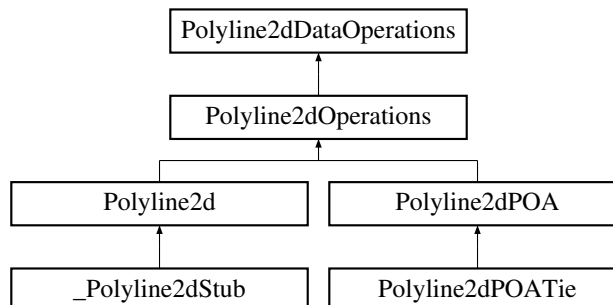 Polyline2dDataOperations
Polyline2dOperations
Polyline2d Polyline2dPOA
_Polyline2dStub Polyline2dPOATie